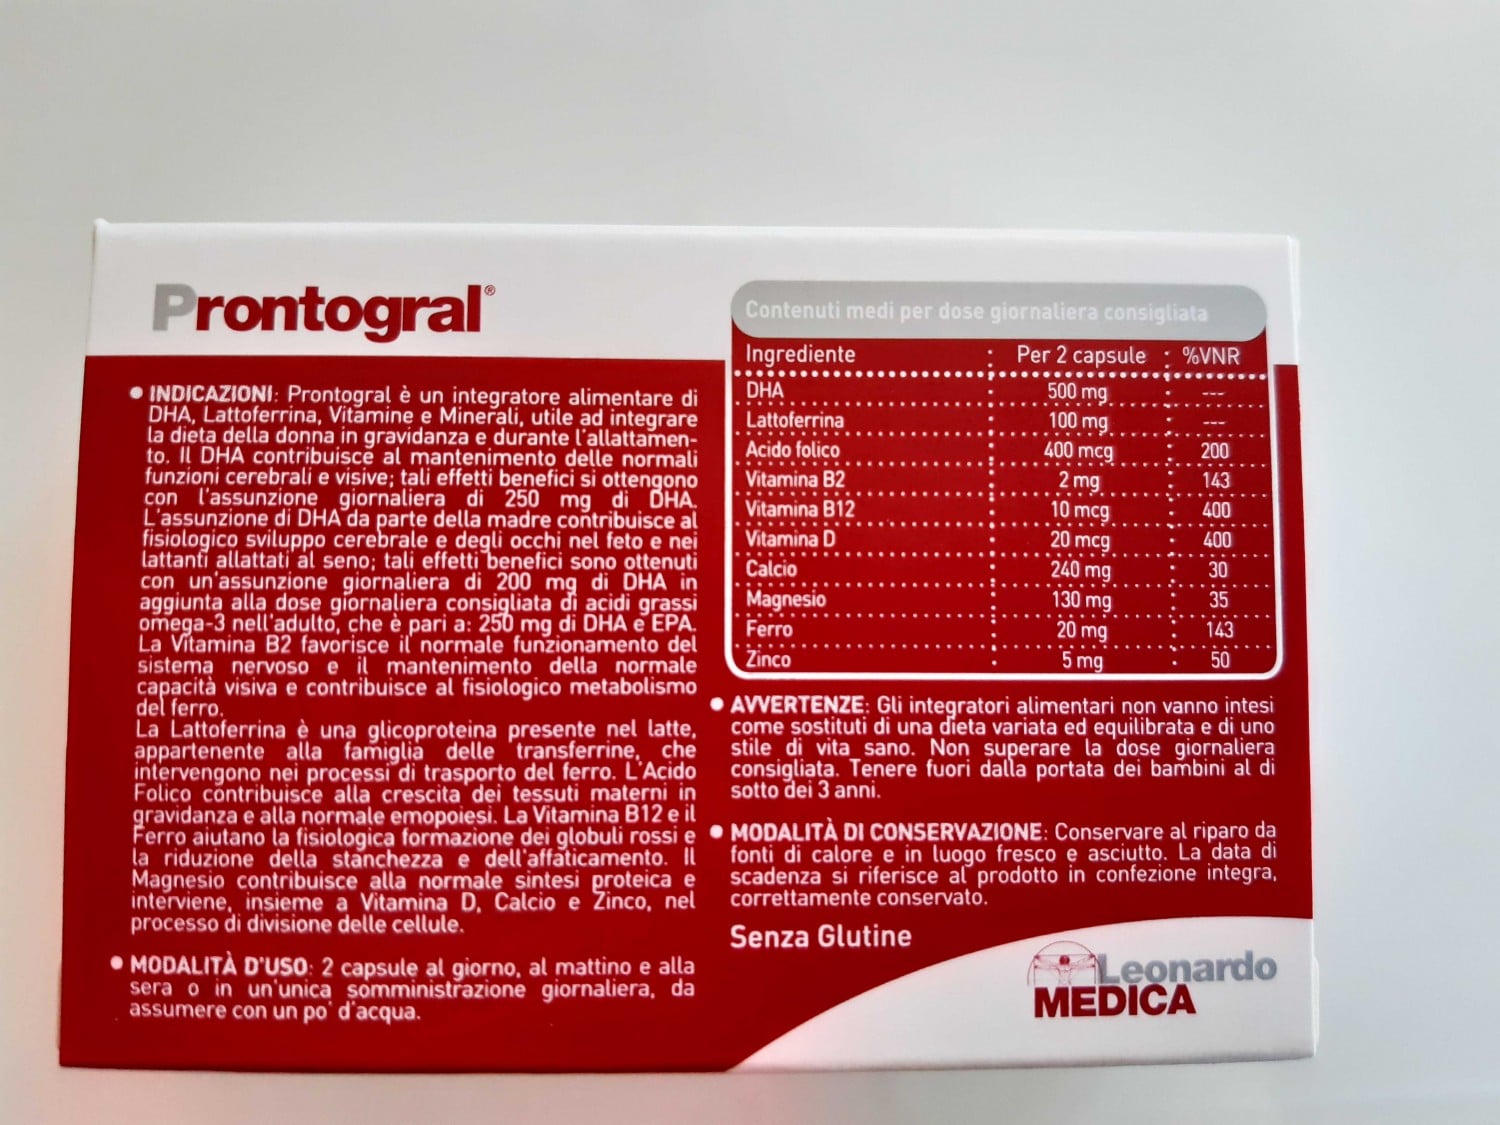 Prontogral®
• INDICAZIONI: Prontogral è un integratore alimentare di
DHA, Lattoferrina, Vitamine e Minerali, utile ad integrare
la dieta della donna in gravidanza e durante l'allattamen-
to. Il DHA contribuisce al mantenimento delle normali
funzioni cerebrali e visive; tali effetti benefici si ottengono
con l'assunzione giornaliera di 250 mg di DHA.
L'assunzione di DHA da parte della madre contribuisce al
fisiologico sviluppo cerebrale e degli occhi nel feto e nei
lattanti allattati al seno; tali effetti benefici sono ottenuti
con un'assunzione giornaliera di 200 mg di DHA in
aggiunta alla dose giornaliera consigliata di acidi grassi
omega-3 nell'adulto, che è pari a: 250 mg di DHA e EPA.
La Vitamina B2 favorisce il normale funzionamento del
sistema nervoso e il mantenimento della normale
capacità visiva e contribuisce al fisiologico metabolismo
del ferro.
La Lattoferrina è una glicoproteina presente nel latte,
appartenente alla famiglia delle transferrine, che
intervengono nei processi di trasporto del ferro. L'Acido
Folico contribuisce alla crescita dei tessuti materni in
gravidanza e alla normale emopoiesi. La Vitamina B12 e il
Ferro aiutano la fisiologica formazione dei globuli rossi e
la riduzione della stanchezza e dell'affaticamento. Il
Magnesio contribuisce alla normale sintesi proteica e
interviene, insieme a Vitamina D, Calcio e Zinco, nel
processo di divisione delle cellule.
• MODALITÀ D'USO: 2 capsule al giorno, al mattino e alla
sera o in un'unica somministrazione giornaliera, da
assumere con un po' d'acqua.
Contenuti medi per dose giornaliera consigliata
Ingrediente Per 2 capsule %VNR
DHA 500 mg ---
Lattoferrina 100 mg ---
Acido folico 400 mcg 200
Vitamina B2 2 mg 143
Vitamina B12 10 mcg 400
Vitamina D 20 mcg 400
Calcio 240 mg 30
Magnesio 130 mg 35
Ferro 20 mg 143
Zinco 5 mg 50
• AVVERTENZE: Gli integratori alimentari non vanno intesi
come sostituti di una dieta variata ed equilibrata e di uno
stile di vita sano. Non superare la dose giornaliera
consigliata. Tenere fuori dalla portata dei bambini al di
sotto dei 3 anni.
• MODALITÀ DI CONSERVAZIONE: Conservare al riparo da
fonti di calore e in luogo fresco e asciutto. La data di
scadenza si riferisce al prodotto in confezione integra,
correttamente conservato.
Senza Glutine
Leonardo
MEDICA